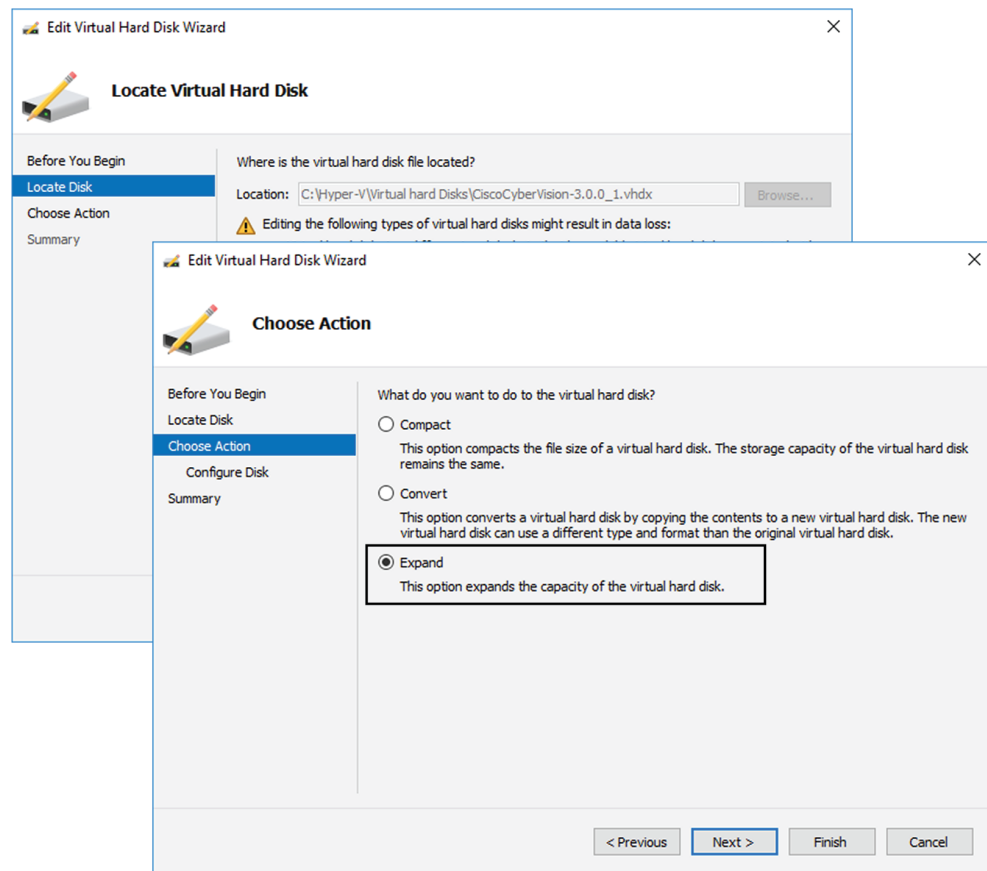 Edit Virtual Hard Disk Wizard
Locate Virtual Hard Disk
Before You Begin
Locate Disk
Choose Action
Summary
Where is the virtual hard disk file located?
Location: C:\Hyper-V\Virtual hard Disks\CiscoCyberVision-3.0.0_1.vhdx Browse...
Editing the following types of virtual hard disks might result in data loss:
Edit Virtual Hard Disk Wizard
Choose Action
Before You Begin
Locate Disk
Choose Action
Configure Disk
Summary
What do you want to do to the virtual hard disk?
Compact
This option compacts the file size of a virtual hard disk. The storage capacity of the virtual hard disk
remains the same.
Convert
This option converts a virtual hard disk by copying the contents to a new virtual hard disk. The new
virtual hard disk can use a different type and format than the original virtual hard disk.
Expand
This option expands the capacity of the virtual hard disk.
< Previous Next > Finish Cancel